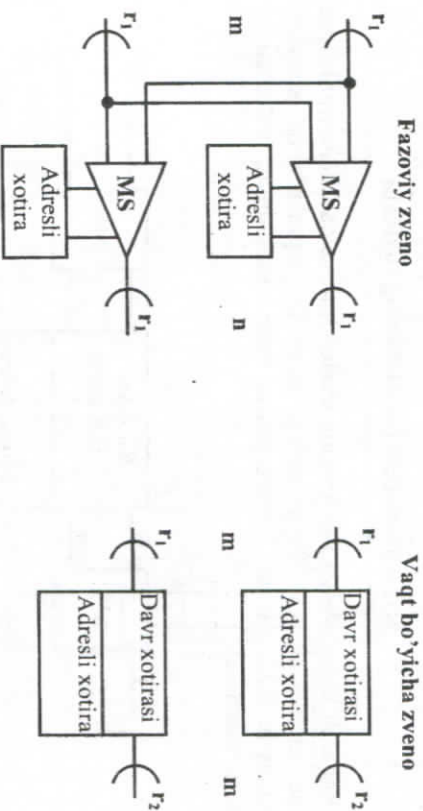 Fazoviy zveno
r₁
r₁
MS
Adresli
xotira
m
n
r₁
r₁
MS
Adresli
xotira
Vaqt bo'yicha zveno
r₁
r₂
Davr xotirasi
Adresli xotira
m
m
r₁
r₂
Davr xotirasi
Adresli xotira